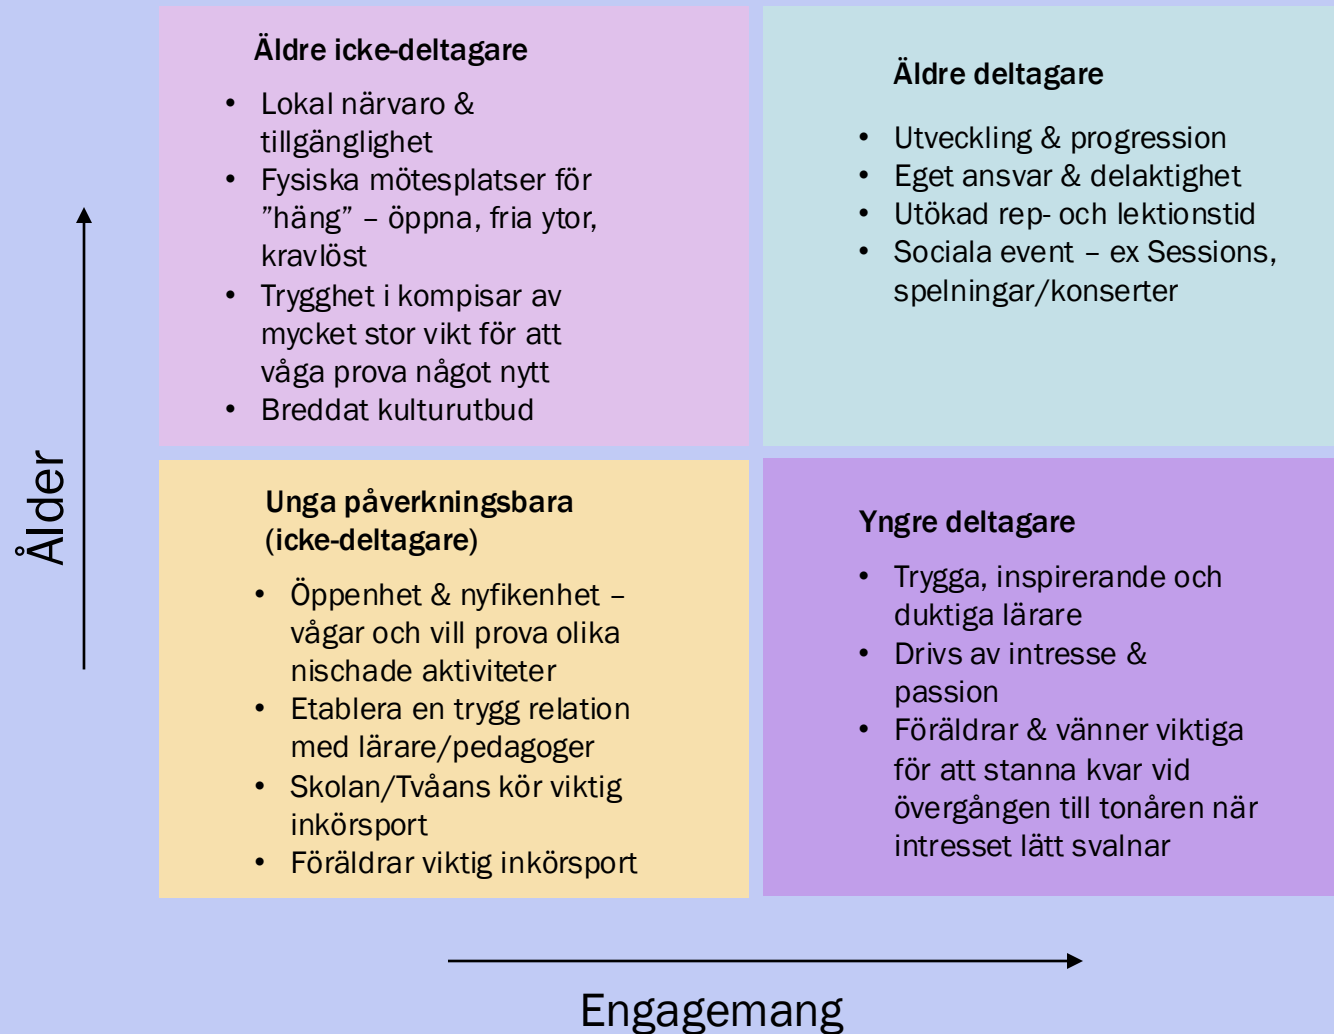 Äldre icke-deltagare
• Lokal närvaro &
tillgänglighet
• Fysiska mötesplatser för
”häng” – öppna, fria ytor,
kravlöst
• Trygghet i kompisar av
mycket stor vikt för att
våga prova något nytt
• Breddat kulturutbud
Äldre deltagare
• Utveckling & progression
• Eget ansvar & delaktighet
• Utökad rep- och lektionstid
• Sociala event – ex Sessions,
spelningar/konserter
Ålder
Unga påverkningsbara
(icke-deltagare)
• Öppenhet & nyfikenhet –
vågar och vill prova olika
nischade aktiviteter
• Etablera en trygg relation
med lärare/pedagoger
• Skolan/Tvåans kör viktig
inkörsport
• Föräldrar viktig inkörsport
Yngre deltagare
• Trygga, inspirerande och
duktiga lärare
• Drivs av intresse &
passion
• Föräldrar & vänner viktiga
för att stanna kvar vid
övergången till tonåren när
intresset lätt svalnar
Engagemang